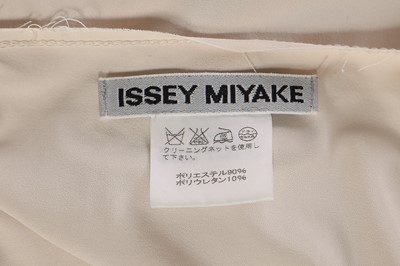 ISSEY MIYAKE
クリーニングネットを使用し
て下さい。
ポリエステル90%
ポリウレタン10%